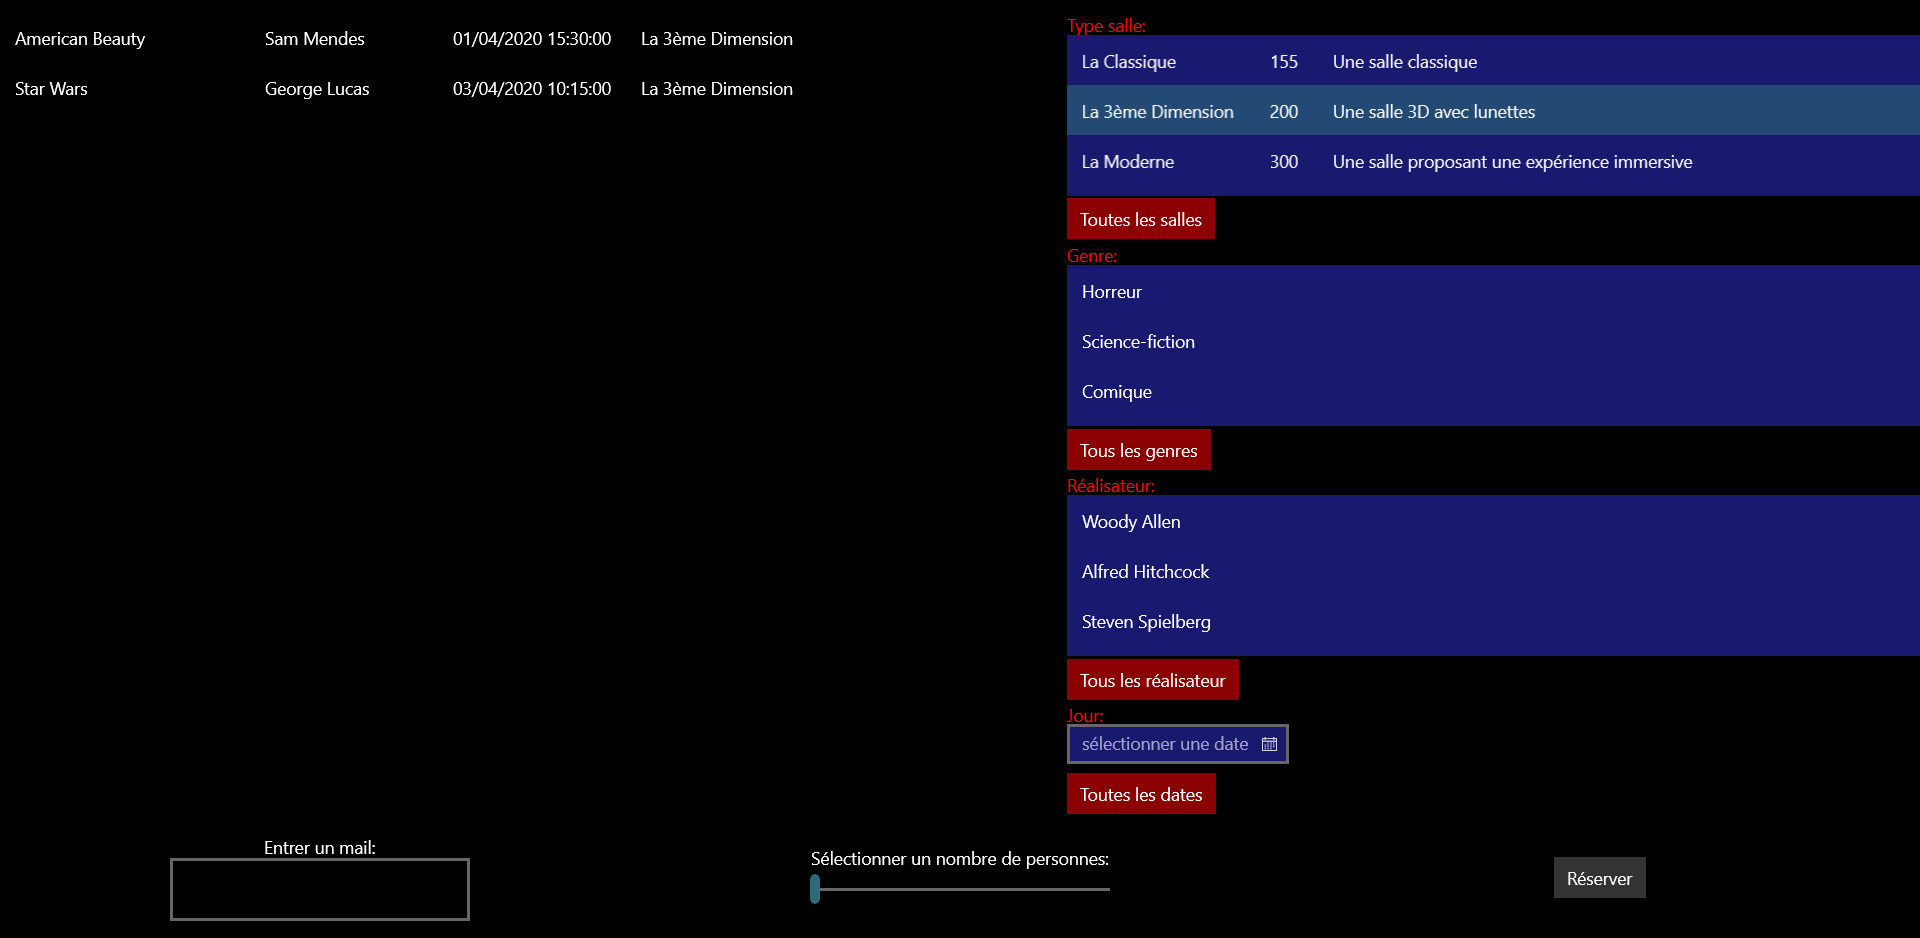 American Beauty Sam Mendes 01/04/2020 15:30:00 La 3ème Dimension
Star Wars George Lucas 03/04/2020 10:15:00 La 3ème Dimension
Type salle:
La Classique 155 Une salle classique
La 3ème Dimension 200 Une salle 3D avec lunettes
La Moderne 300 Une salle proposant une expérience immersive
Toutes les salles
Genre:
Horreur
Science-fiction
Comique
Tous les genres
Réalisateur:
Woody Allen
Alfred Hitchcock
Steven Spielberg
Tous les réalisateur
Jour:
sélectionner une date
Toutes les dates
Entrer un mail:
Sélectionner un nombre de personnes:
Réserver